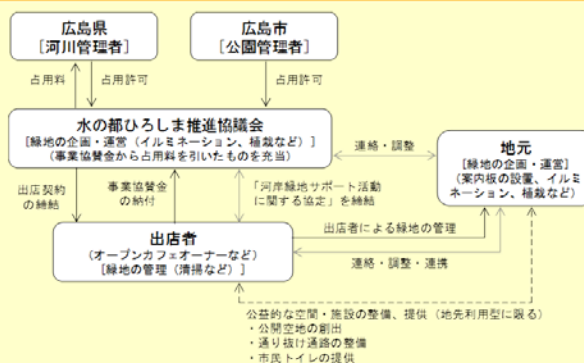 広島県
[河川管理者]
広島市
[公園管理者]
占用料
占用許可
占用許可
水の都ひろしま推進協議会
[緑地の企画・運営(イルミネーション、植栽など)]
(事業協賛金から占用料を引いたものを充当)
連絡・調整
地元
[緑地の企画・運営]
(案内板の設置、イルミ
ネーション、植栽など)
出店契約
の締結
事業協賛金
の納付
「河岸緑地サポート活動
に関する協定」を締結
出店者
(オープンカフェオーナーなど)
[緑地の管理(清掃など)]
出店者による緑地の管理
連絡・調整・連携
公益的な空間・施設の整備、提供(地先利用型に限る)
・公開空地の創出
・通り抜け通路の整備
・市民トイレの提供